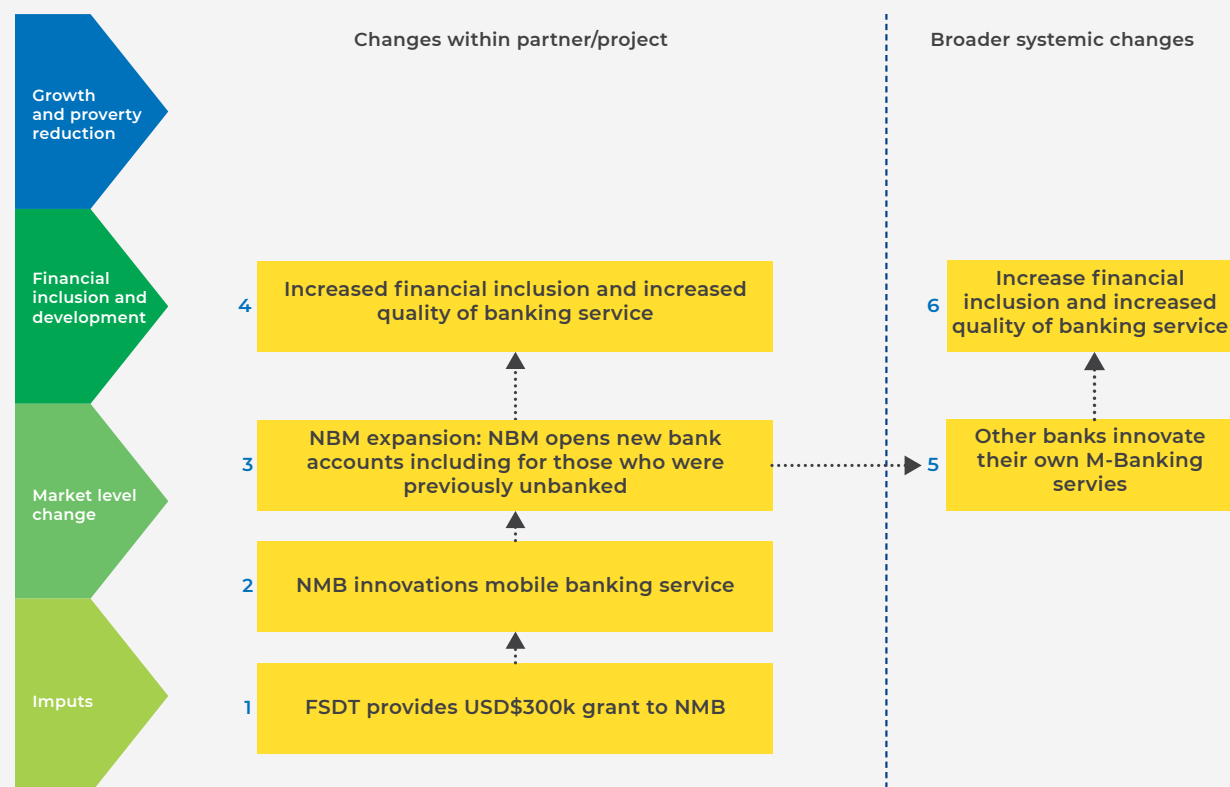 Changes within partner/project
Broader systemic changes
Growth
and proverty
reduction
Financial
inclusion and
development
4
Increased financial inclusion and increased
quality of banking service
6
Increase financial
inclusion and increased
quality of banking service
Market level
change
3
NBM expansion: NBM opens new bank
accounts including for those who were
previously unbanked
5
Other banks innovate
their own M-Banking
servies
2
NMB innovations mobile banking service
Imputs
1
FSDT provides USD$300k grant to NMB